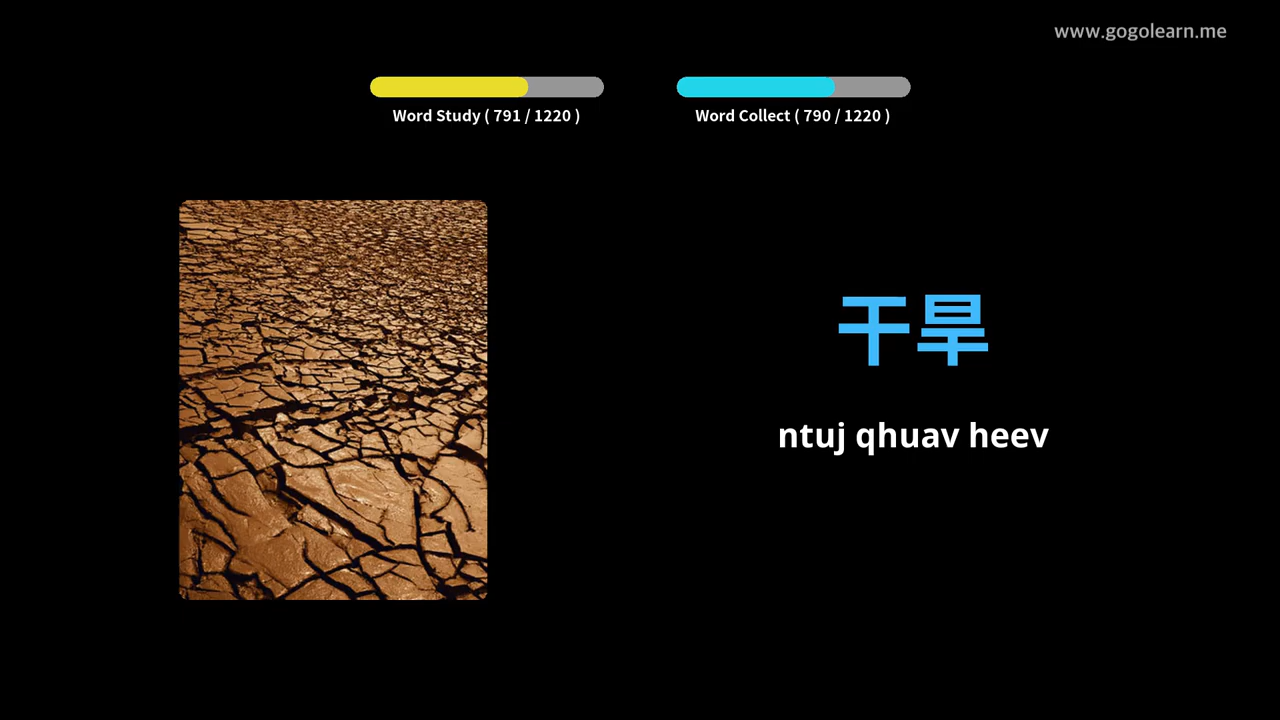 www.gogolearn.me
Word Study ( 791 / 1220 )
Word Collect ( 790 / 1220 )
干旱
ntuj qhuav heev